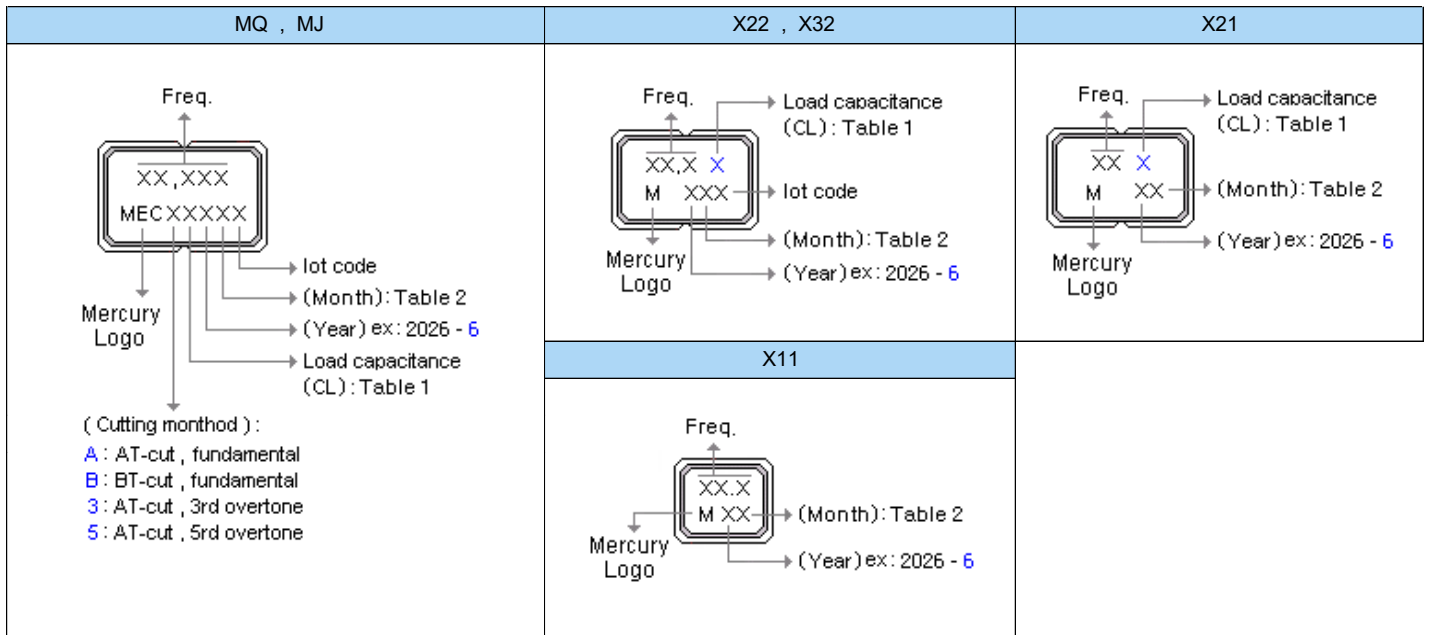 MQ , MJ
Freq.
XX,XXX
MECXXXXX
lot code
(Month): Table 2
(Year) ex: 2026 - 6
Load capacitance
(CL): Table 1
Mercury
Logo
( Cutting monthod ) :
A : AT-cut , fundamental
B : BT-cut , fundamental
3 : AT-cut , 3rd overtone
5 : AT-cut , 5rd overtone
X22 , X32
Freq.
Load capacitance
(CL): Table 1
XX,X X
M XXX
lot code
(Month): Table 2
(Year) ex: 2026 - 6
Mercury
Logo
X21
Freq.
Load capacitance
(CL): Table 1
XX X
M XX
(Month): Table 2
(Year) ex: 2026 - 6
Mercury
Logo
X11
Freq.
XX.X
M XX
(Month): Table 2
(Year) ex: 2026 - 6
Mercury
Logo